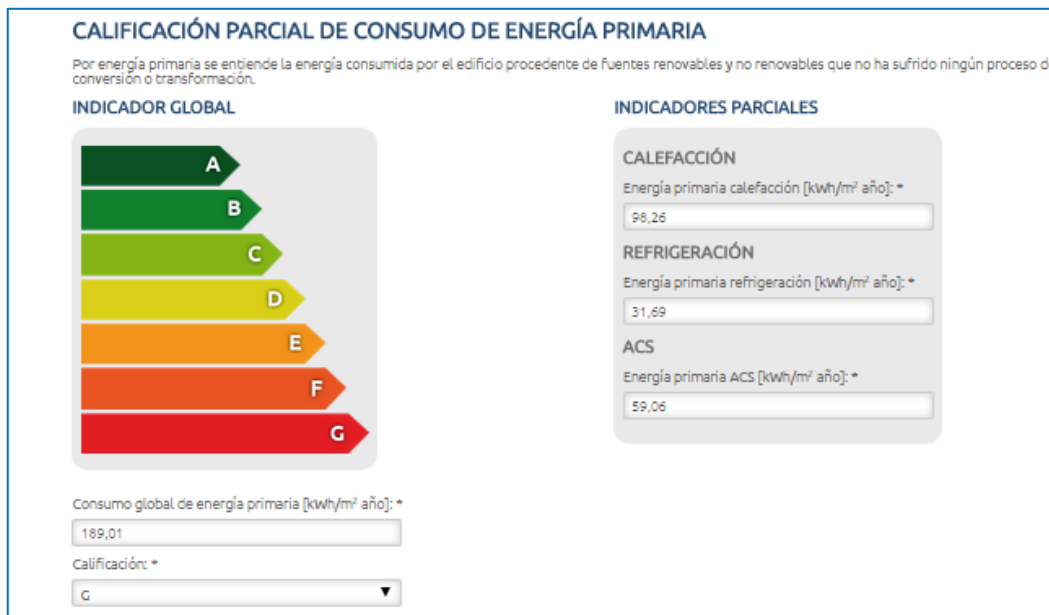 CALIFICACIÓN PARCIAL DE CONSUMO DE ENERGÍA PRIMARIA
Por energía primaria se entiende la energía consumida por el edificio procedente de fuentes renovables y no renovables que no ha sufrido ningún proceso d
conversión o transformación.
INDICADOR GLOBAL
A
B
C
D
E
F
G
Consumo global de energía primaria [kWh/m² año]: *
189,01
Calificación: *
G
INDICADORES PARCIALES
CALEFACCIÓN
Energía primaria calefacción [kWh/m² año]: *
98,26
REFRIGERACIÓN
Energía primaria refrigeración [kWh/m² año]: *
31,69
ACS
Energía primaria ACS [kWh/m² año]: *
59,06